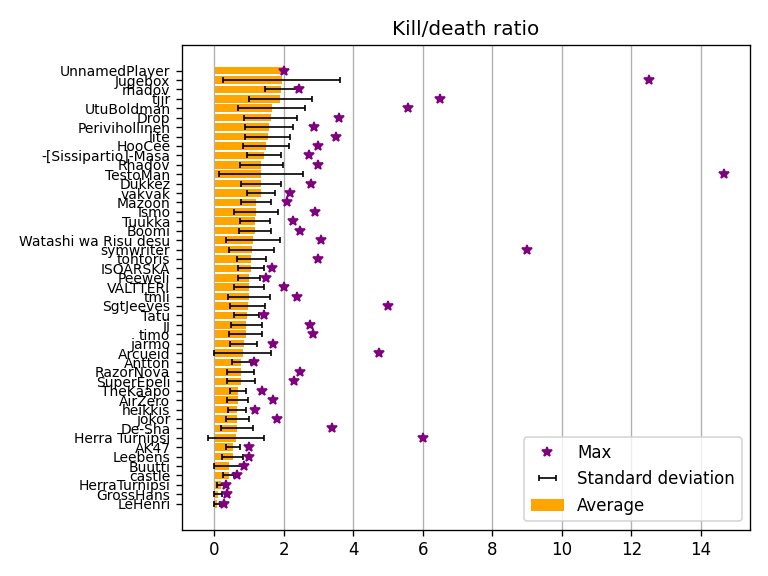 Kill/death ratio
UnnamedPlayer
Jugebox
rhadov
tijr
UtuBoldman
Drop
Perivihollinen
lite
HooCee
-[Sissipartio]-Masa
Rhadov
TestoMan
Dukkez
vakvak
Mazoon
Ismo
Tuukka
Boomi
Watashi wa Risu desu
symwriter
tohtoris
ISOARSKA
Peeweli
VALTTERI
tmli
SgtJeeves
Tatu
jj
timo
jarmo
Arcueid
Antton
RazorNova
SuperEpeli
TheKaapo
AirZero
heikkis
jokor
De-Sha
Herra Turnipsi
AK47
Leebens
Buutti
castle
HerraTurnipsi
GrossHans
LeHenri
Max
Standard deviation
Average
0 2 4 6 8 10 12 14